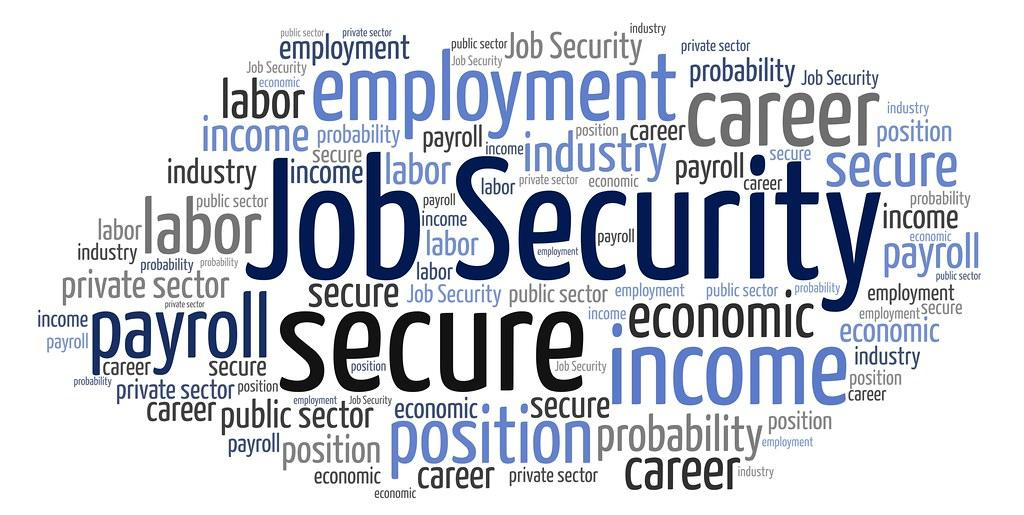 public sector private sector industry
employment public sector Job Security private sector
Job Security Job Security
economic employment probability Job Security
labor career industry
income probability payroll position career position
income industry
secure payroll secure secure
industry income labor labor private sector economic career
public sector payroll probability
labor labor Job Security income income
industry labor employment payroll economic payroll
probability probability labor public sector
private sector secure Job Security public sector employment public sector probability employment
private sector
income payroll secure income economic employment secure
payroll economic
career secure position Job Security income industry
probability private sector position position
career
career public sector employment Job Security economic secure
payroll position position probability position
employment
economic career private sector career industry
economic